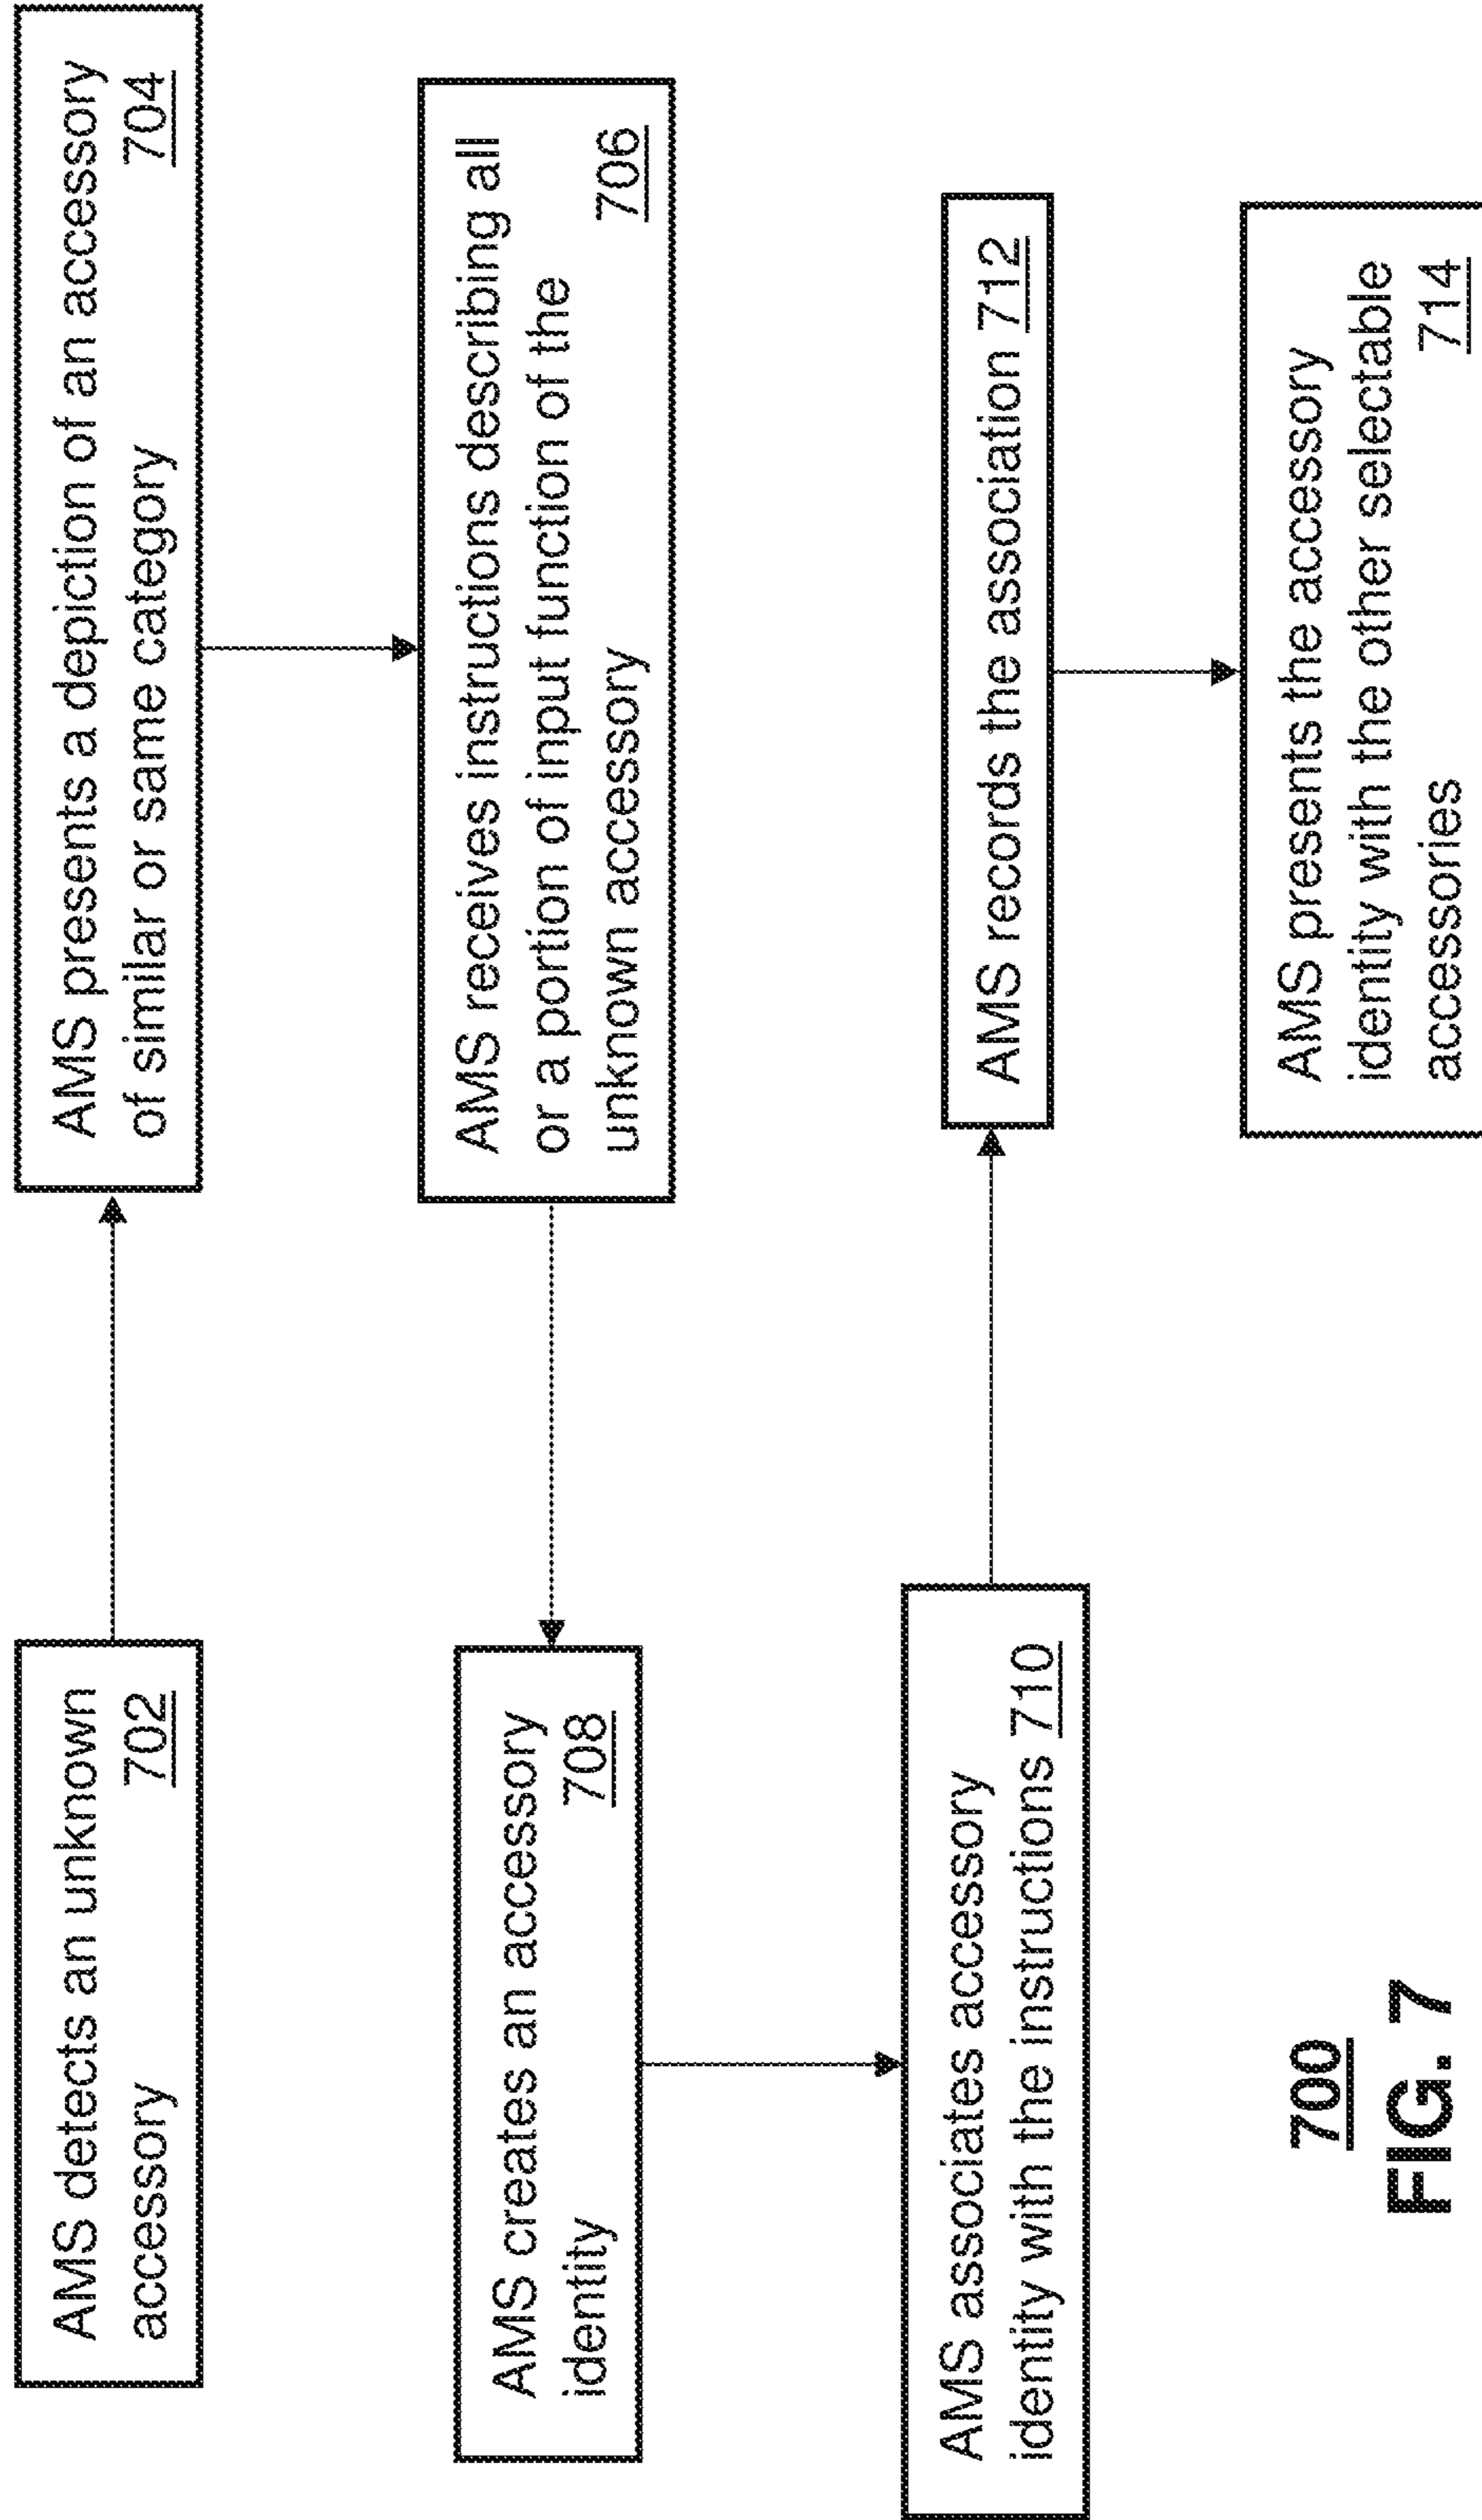 AMS detects an unknown
accessory 702
AMS presents a depiction of an accessory
of similar or same category 704
AMS receives instructions describing all
or a portion of input function of the
unknown accessory 706
AMS creates an accessory
identity 708
AMS associates accessory
identity with the instructions 710
AMS records the association 712
AMS presents the accessory
identity with the other selectable
accessories 714
700
FIG. 7